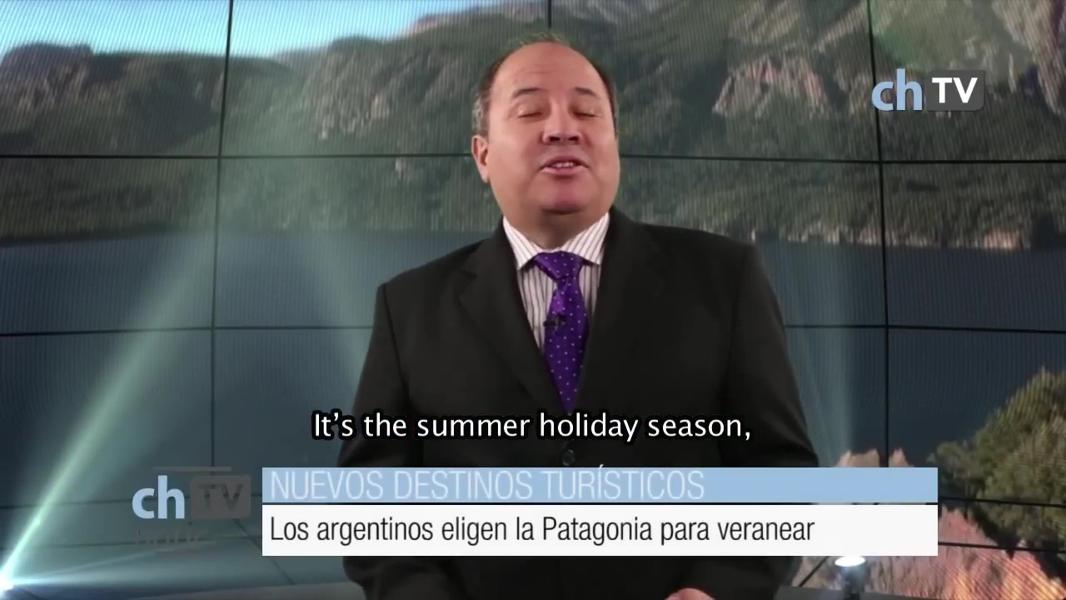 ch TV
It's the summer holiday season,
ch TV
NUEVOS DESTINOS TURÍSTICOS
Los argentinos eligen la Patagonia para veranear